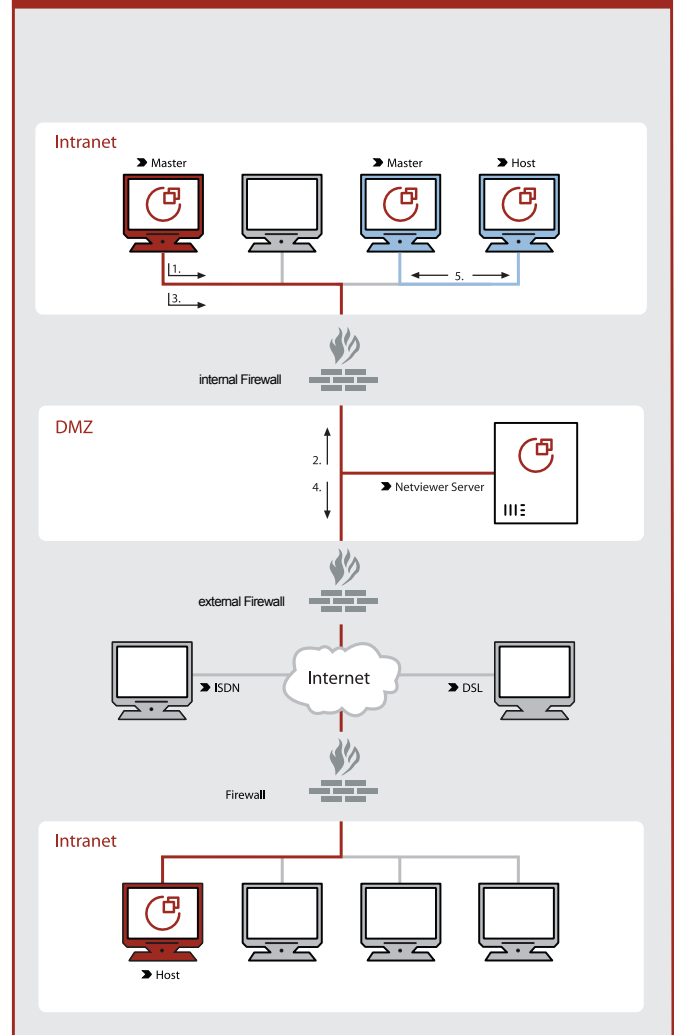 Intranet
Master
Master
Host
1.
5.
3.
internal Firewall
DMZ
2.
4.
Netviewer Server
external Firewall
Internet
ISDN
DSL
Firewall
Intranet
Host